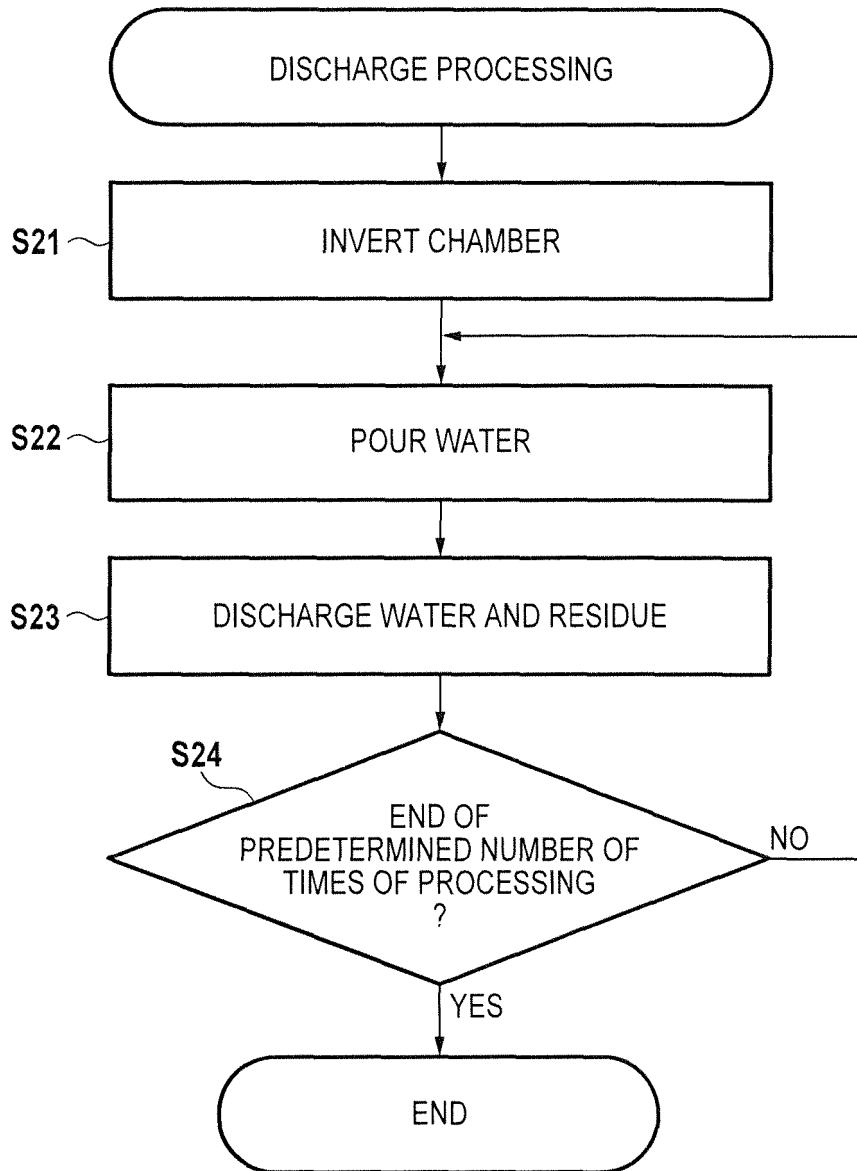 DISCHARGE PROCESSING
S21
INVERT CHAMBER
S22
POUR WATER
S23
DISCHARGE WATER AND RESIDUE
S24
END OF
PREDETERMINED NUMBER OF
TIMES OF PROCESSING
?
NO
YES
END